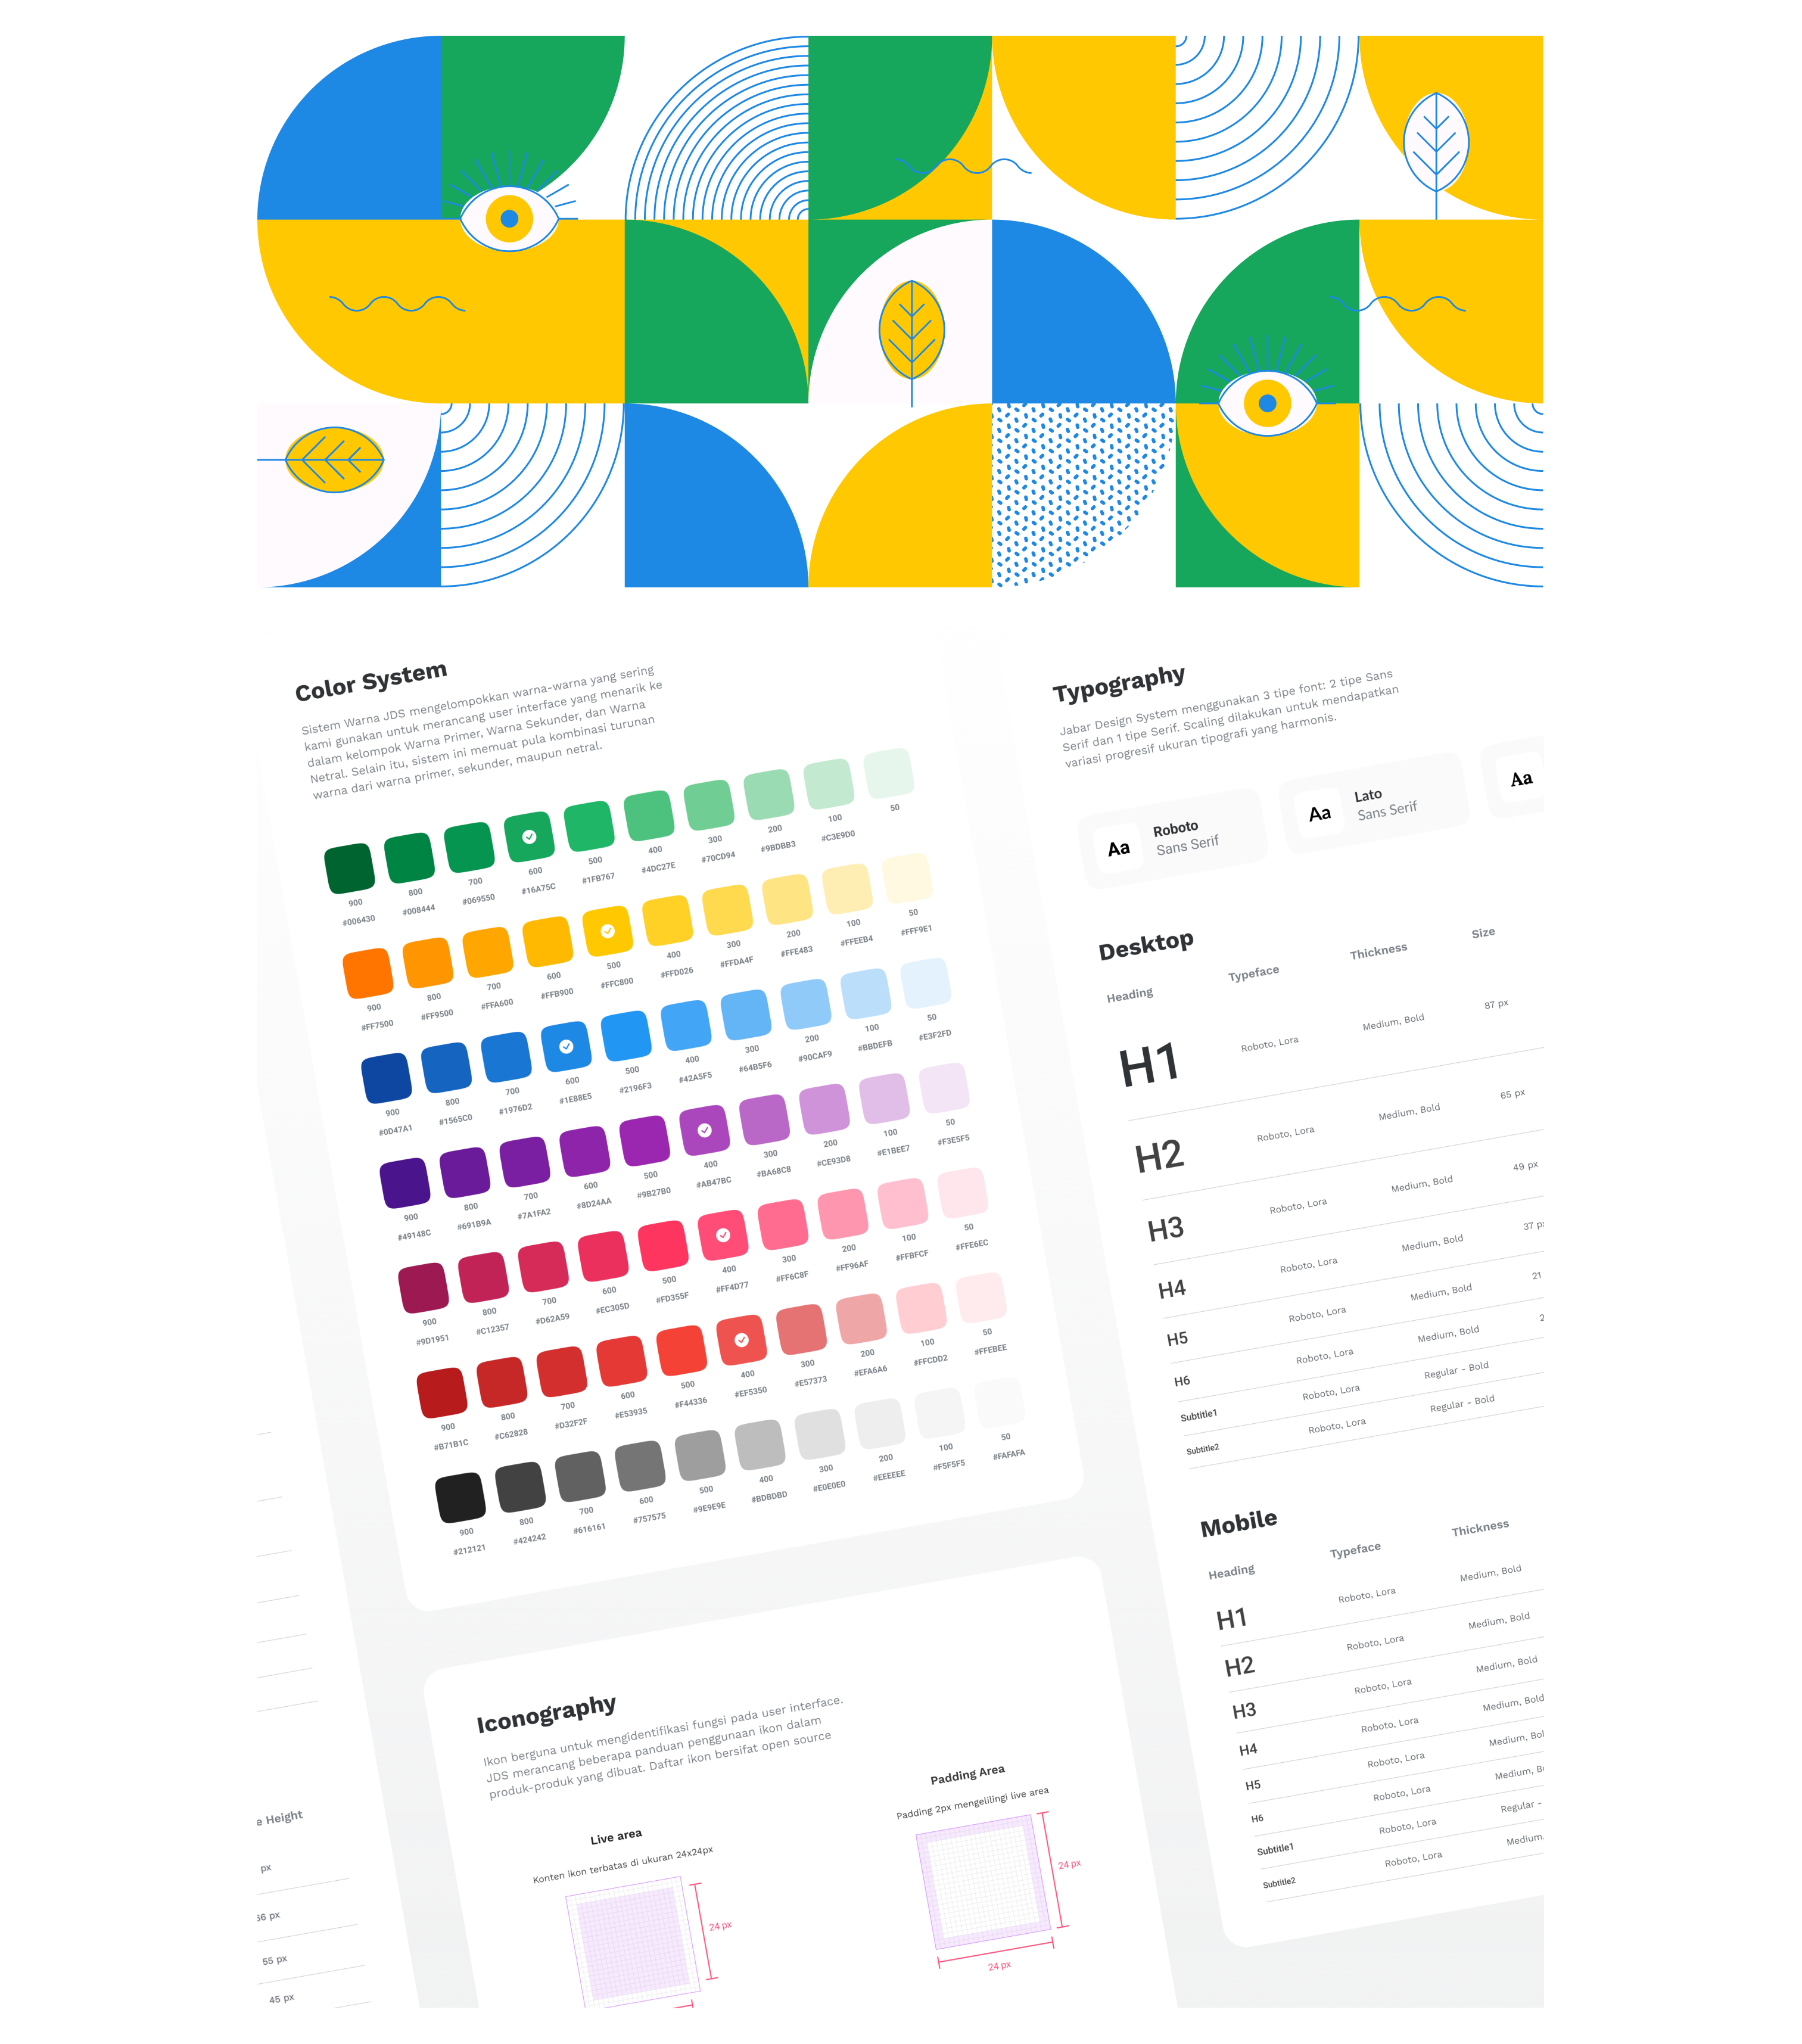 Color System
Sistem Warna JDS mengelompokkan warna-warna yang sering
kami gunakan untuk merancang user interface yang menarik ke
dalam kelompok Warna Primer, Warna Sekunder, dan Warna
Netral. Selain itu, sistem ini memuat pula kombinasi turunan
warna dari warna primer, sekunder, maupun netral.
900 800 700 600 500 400 300 200 100 50
#006430 #008444 #069550 #16A75C #1FB767 #4DC27E #70CD94 #9BDBB3 #C3E9D0
900 800 700 600 500 400 300 200 100 50
#FF7500 #FF9500 #FFA600 #FFB900 #FFC800 #FFD026 #FFDA4F #FFE483 #FFEEB4 #FFF9E1
900 800 700 600 500 400 300 200 100 50
#0D47A1 #1565C0 #1976D2 #1E88E5 #2196F3 #42A5F5 #64B5F6 #90CAF9 #BBDEFB #E3F2FD
900 800 700 600 500 400 300 200 100 50
#49148C #691B9A #7A1FA2 #8D24AA #9B27B0 #AB47BC #BA68C8 #CE93D8 #E1BEE7 #F3E5F5
900 800 700 600 500 400 300 200 100 50
#9D1951 #C12357 #D62A59 #EC305D #FD355F #FF4D77 #FF6C8F #FF96AF #FFBFCF #FFE6EC
900 800 700 600 500 400 300 200 100 50
#B71B1C #C62828 #D32F2F #E53935 #F44336 #EF5350 #E57373 #EFA6A6 #FFCDD2 #FFEBEE
900 800 700 600 500 400 300 200 100 50
#212121 #424242 #616161 #757575 #9E9E9E #BDBDBD #E0E0E0 #EEEEEE #F5F5F5 #FAFAFA
Typography
Jabar Design System menggunakan 3 tipe font: 2 tipe Sans
Serif dan 1 tipe Serif. Scaling dilakukan untuk mendapatkan
variasi progresif ukuran tipografi yang harmonis.
Aa
Roboto
Sans Serif
Aa
Lato
Sans Serif
Aa
Desktop
Heading Typeface Thickness Size
H1 Roboto, Lora Medium, Bold 87 px
H2 Roboto, Lora Medium, Bold 65 px
H3 Roboto, Lora Medium, Bold 49 px
H4 Roboto, Lora Medium, Bold 37 px
H5 Roboto, Lora Medium, Bold 21
H6 Roboto, Lora Medium, Bold 2
Subtitle1 Roboto, Lora Regular - Bold
Subtitle2 Roboto, Lora Regular - Bold
Mobile
Heading Typeface Thickness
H1 Roboto, Lora Medium, Bold
H2 Roboto, Lora Medium, Bold
H3 Roboto, Lora Medium, Bold
H4 Roboto, Lora Medium, Bold
H5 Roboto, Lora Medium, Bol
H6 Roboto, Lora Medium, B
Subtitle1 Roboto, Lora Regular -
Subtitle2 Roboto, Lora Medium,
Iconography
Ikon berguna untuk mengidentifikasi fungsi pada user interface.
JDS merancang beberapa panduan penggunaan ikon dalam
produk-produk yang dibuat. Daftar ikon bersifat open source
Live area
Konten ikon terbatas di ukuran 24x24px
24 px
Padding Area
Padding 2px mengelilingi live area
24 px
24 px
e Height
px
66 px
55 px
45 px